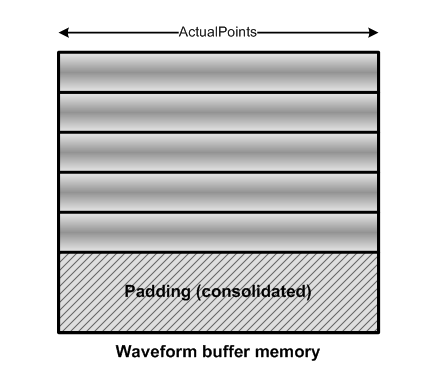 ActualPoints
Padding (consolidated)
Waveform buffer memory